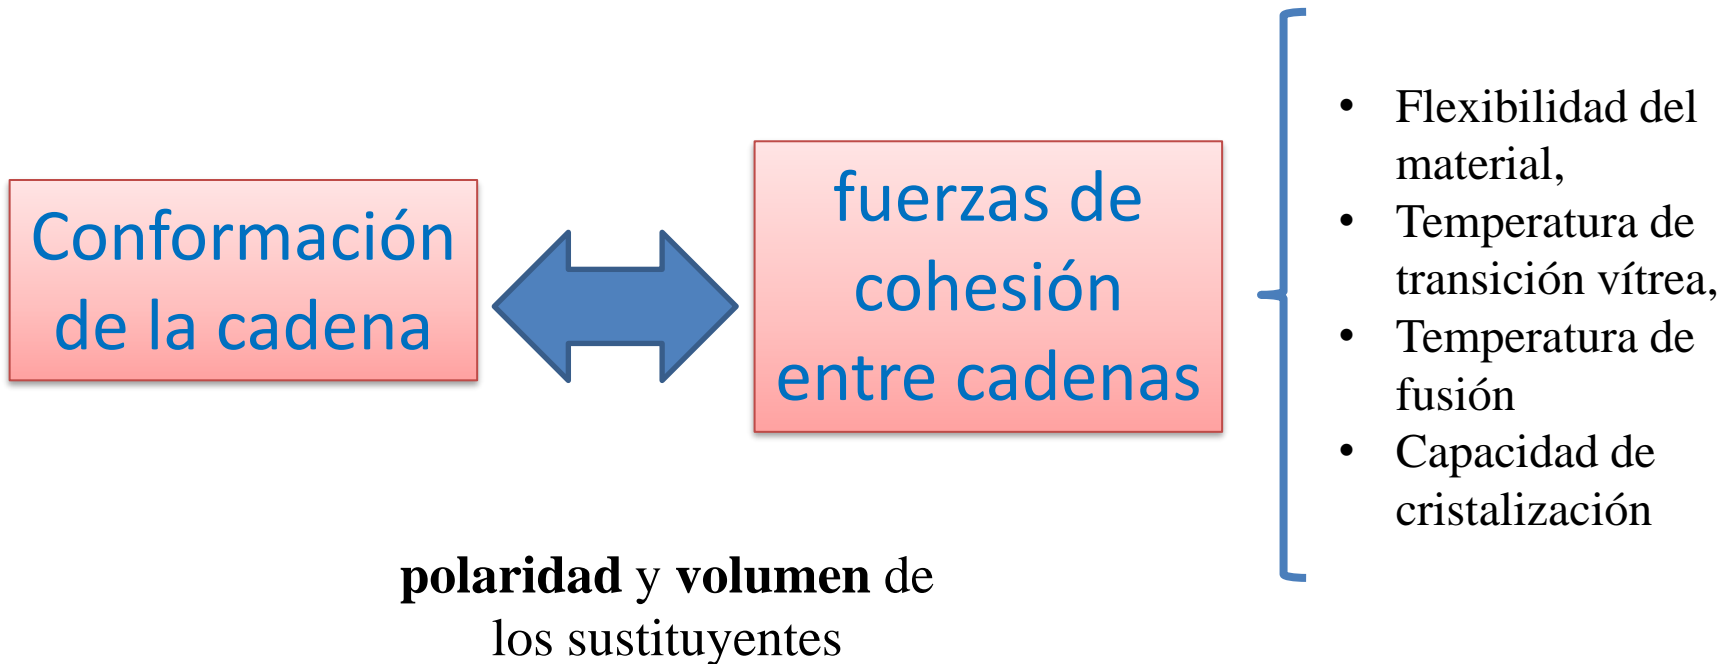 Conformación
de la cadena
fuerzas de
cohesión
entre cadenas
• Flexibilidad del
material,
• Temperatura de
transición vítrea,
• Temperatura de
fusión
• Capacidad de
cristalización
polaridad y volumen de
los sustituyentes